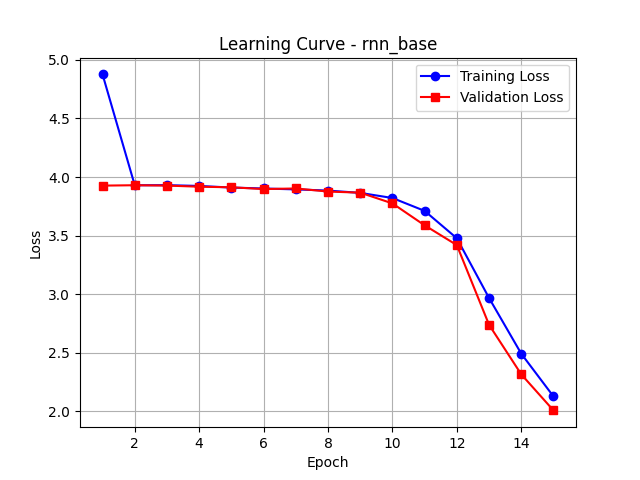 Learning Curve - rnn_base
Training Loss
Validation Loss
5.0
4.5
4.0
3.5
3.0
2.5
2.0
Loss
2 4 6 8 10 12 14
Epoch